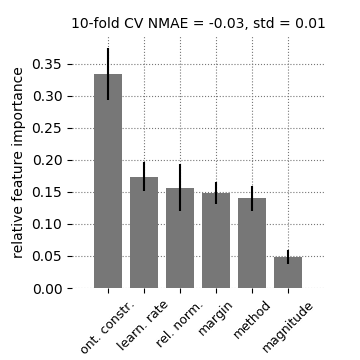 10-fold CV NMAE = -0.03, std = 0.01
relative feature importance
0.35
0.30
0.25
0.20
0.15
0.10
0.05
0.00
ont. constr.
learn. rate
rel. norm.
margin
method
magnitude